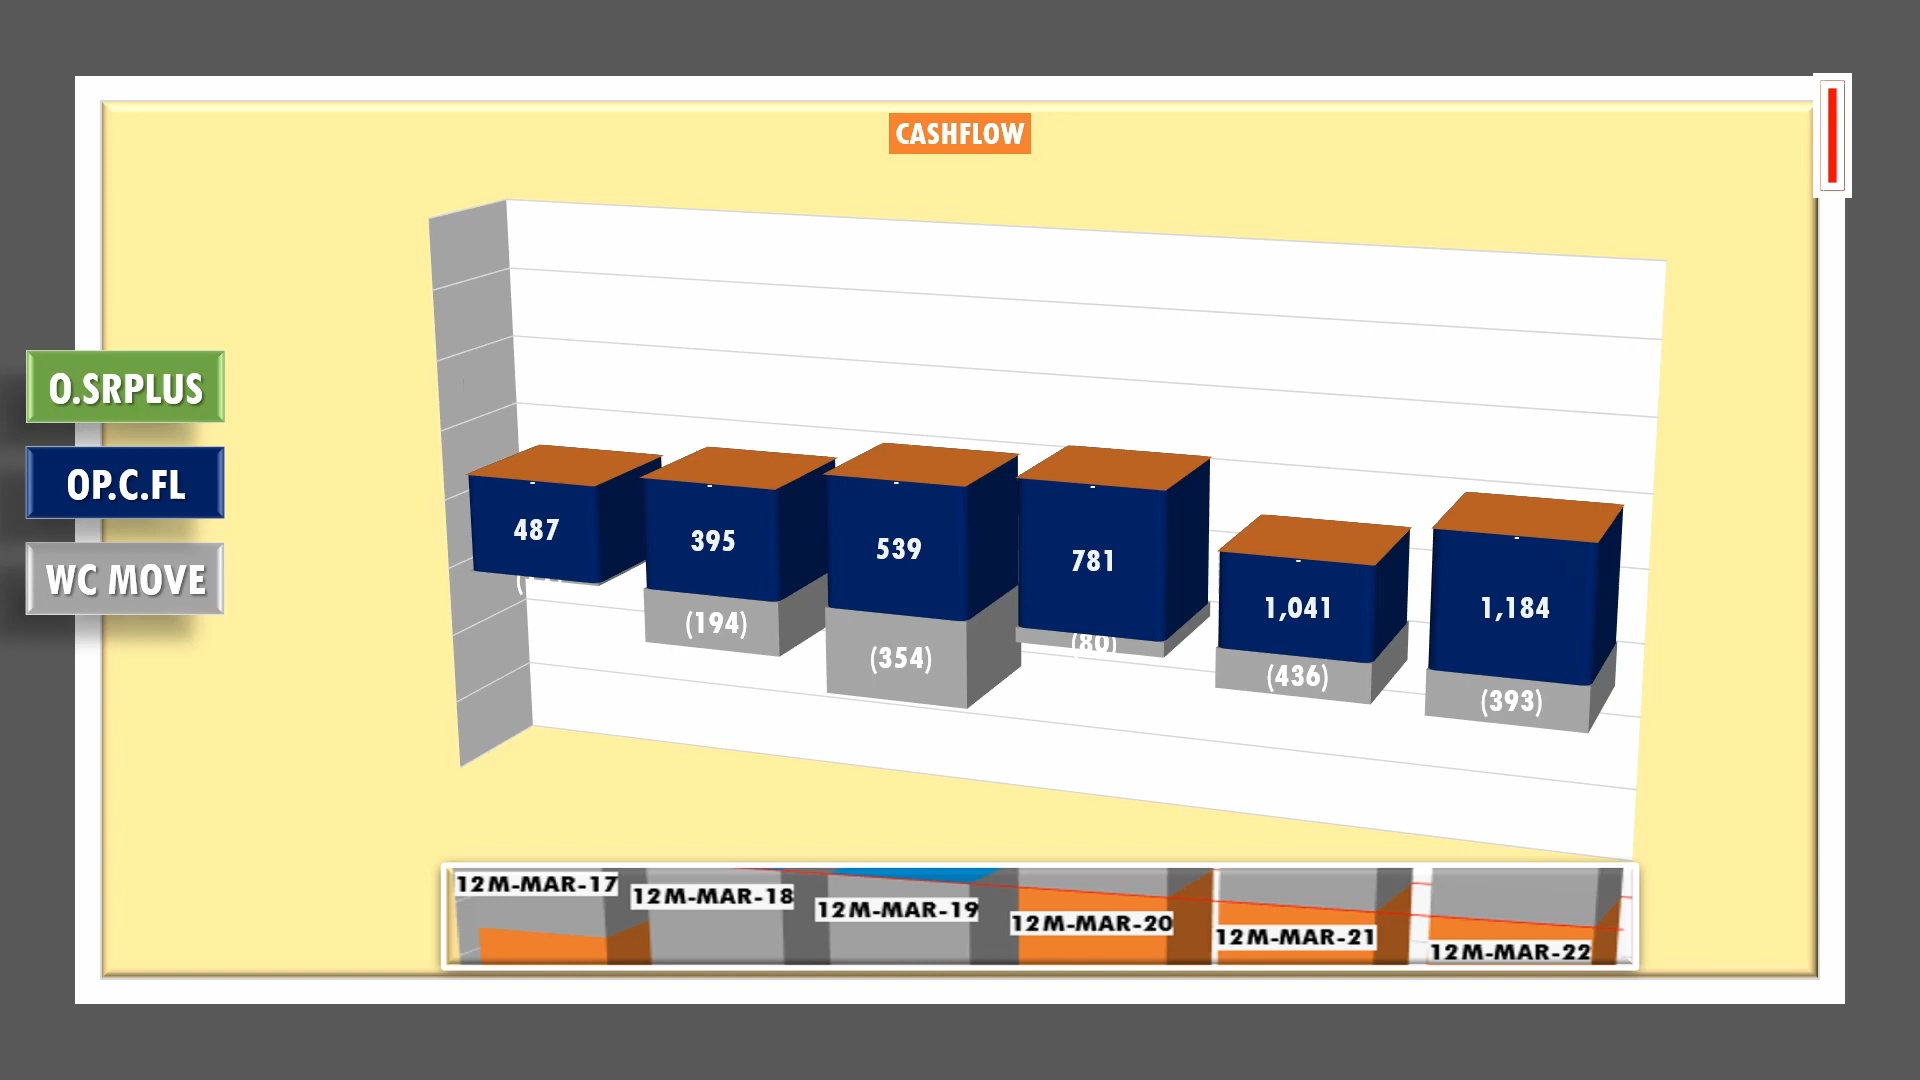 CASHFLOW
O.SRPLUS
OP.C.FL
WC MOVE
487
395
539
781
1,041
1,184
(194)
(354)
(80)
(436)
(393)
12M-MAR-17
12M-MAR-18
12M-MAR-19
12M-MAR-20
12M-MAR-21
12M-MAR-22